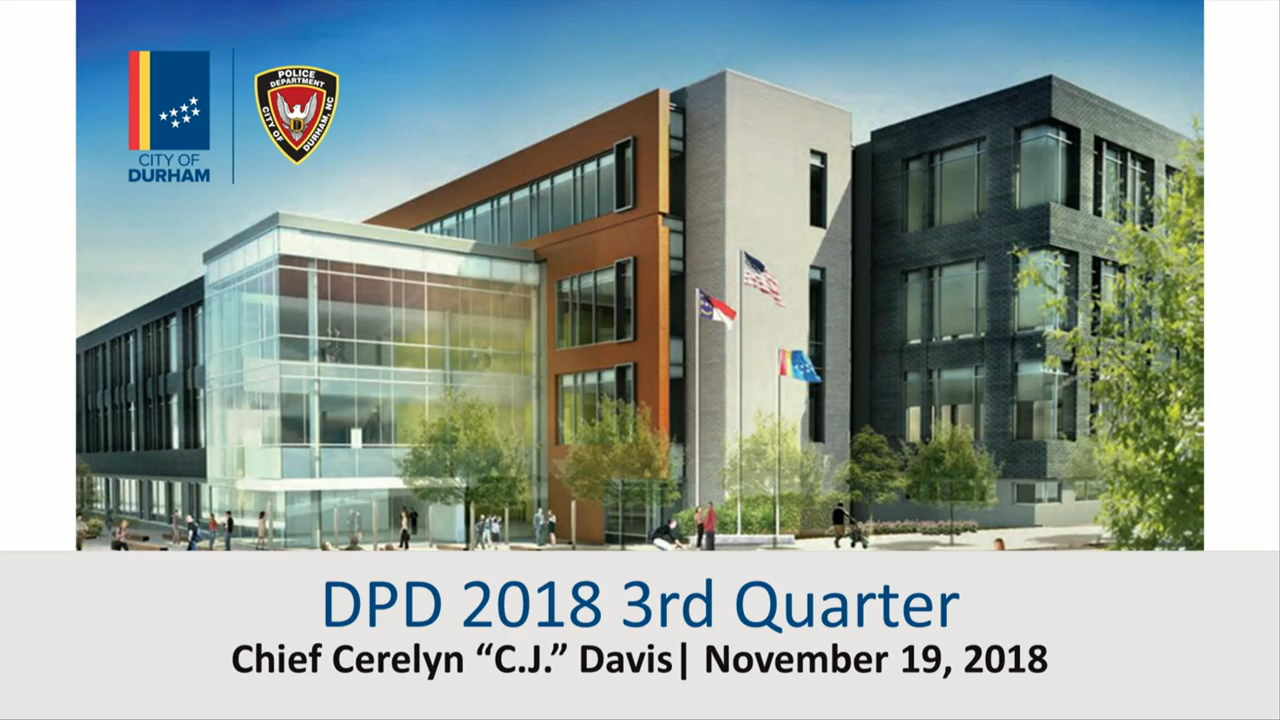 CITY OF
DURHAM
POLICE
DEPARTMENT
CITY OF
DURHAM, NC
DPD 2018 3rd Quarter
Chief Cerelyn “C.J.” Davis| November 19, 2018